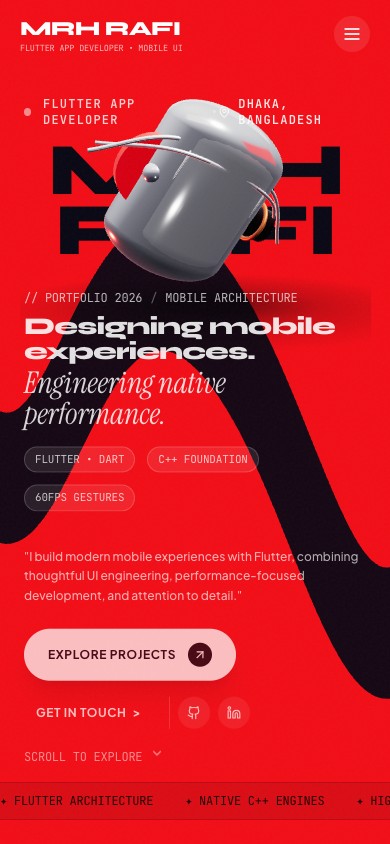 MRH RAFI
FLUTTER APP DEVELOPER • MOBILE UI
FLUTTER APP DEVELOPER
DHAKA, BANGLADESH
// PORTFOLIO 2026 / MOBILE ARCHITECTURE
Designing mobile
experiences.
Engineering native
performance.
FLUTTER • DART
C++ FOUNDATION
60FPS GESTURES
"I build modern mobile experiences with Flutter, combining
thoughtful UI engineering, performance-focused
development, and attention to detail."
EXPLORE PROJECTS
GET IN TOUCH >
SCROLL TO EXPLORE
✦ FLUTTER ARCHITECTURE ✦ NATIVE C++ ENGINES ✦